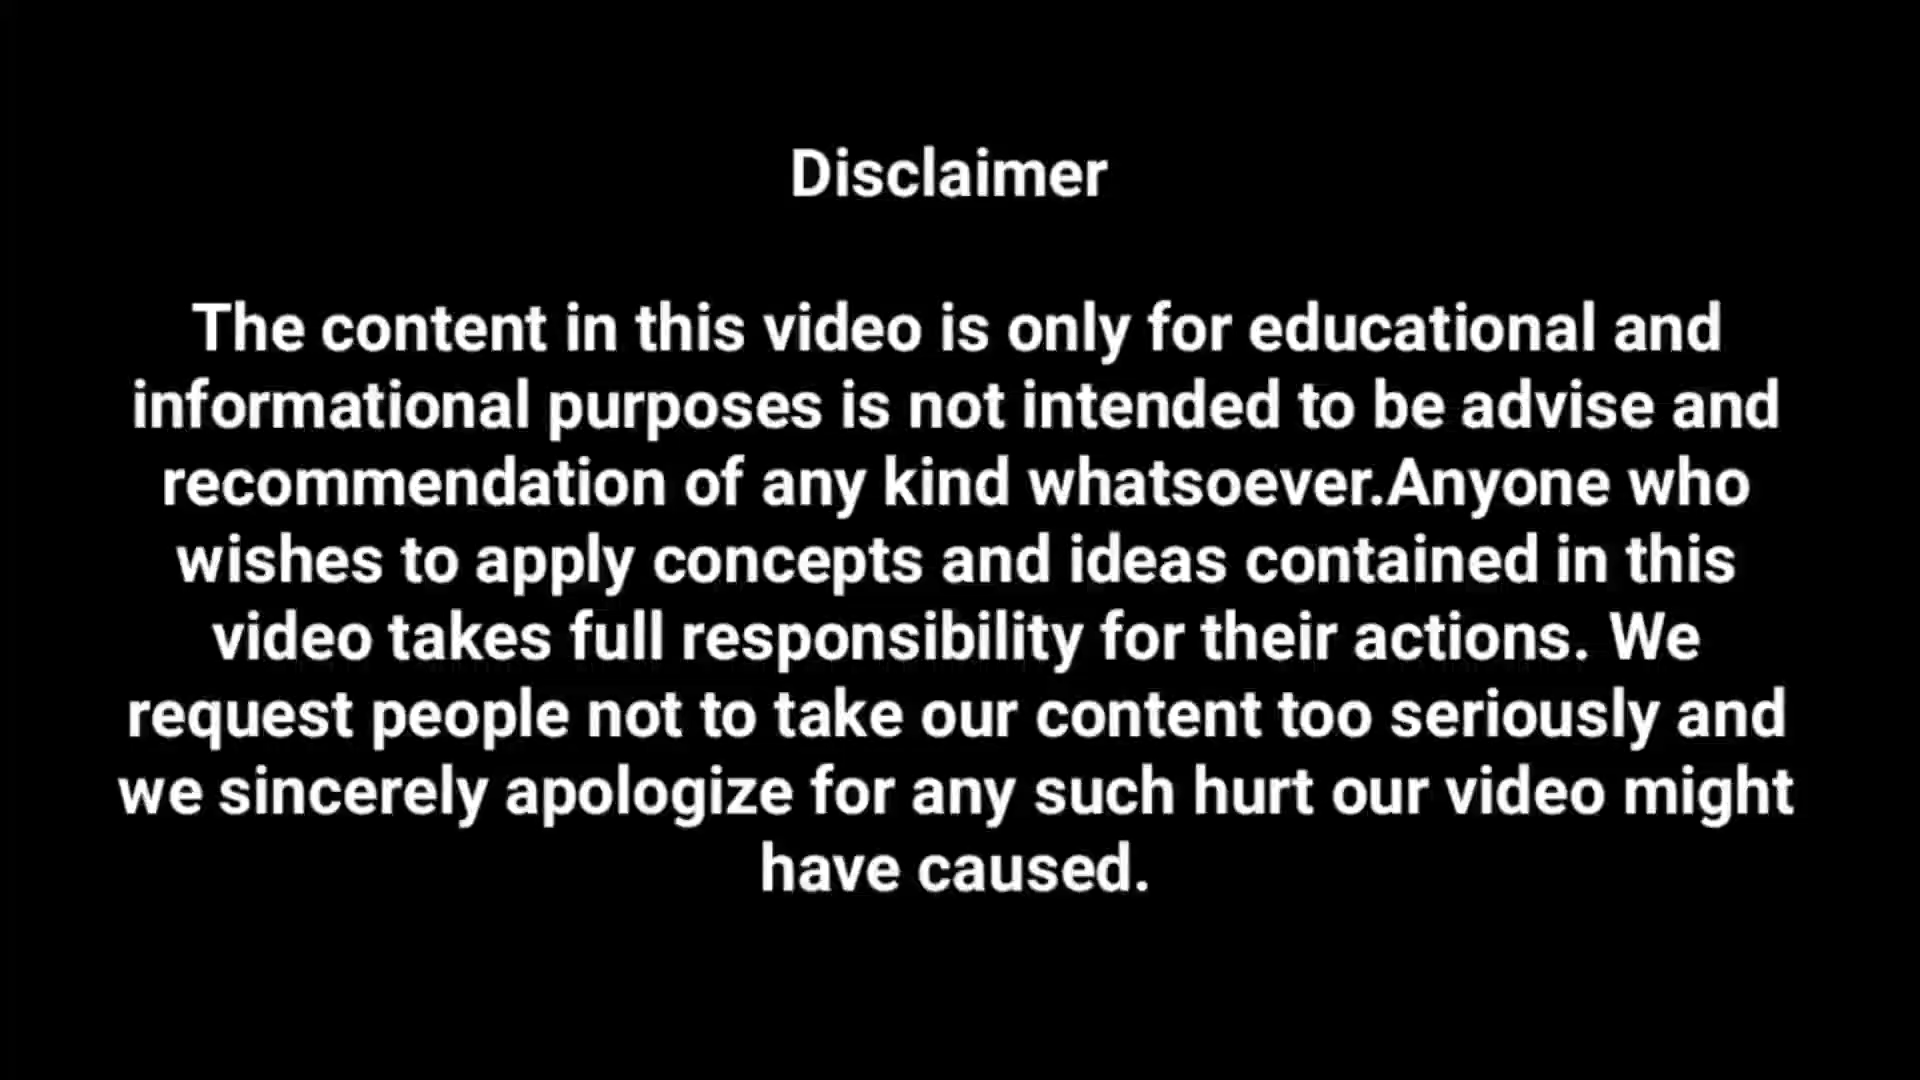 Disclaimer
The content in this video is only for educational and
informational purposes is not intended to be advise and
recommendation of any kind whatsoever.Anyone who
wishes to apply concepts and ideas contained in this
video takes full responsibility for their actions. We
request people not to take our content too seriously and
we sincerely apologize for any such hurt our video might
have caused.